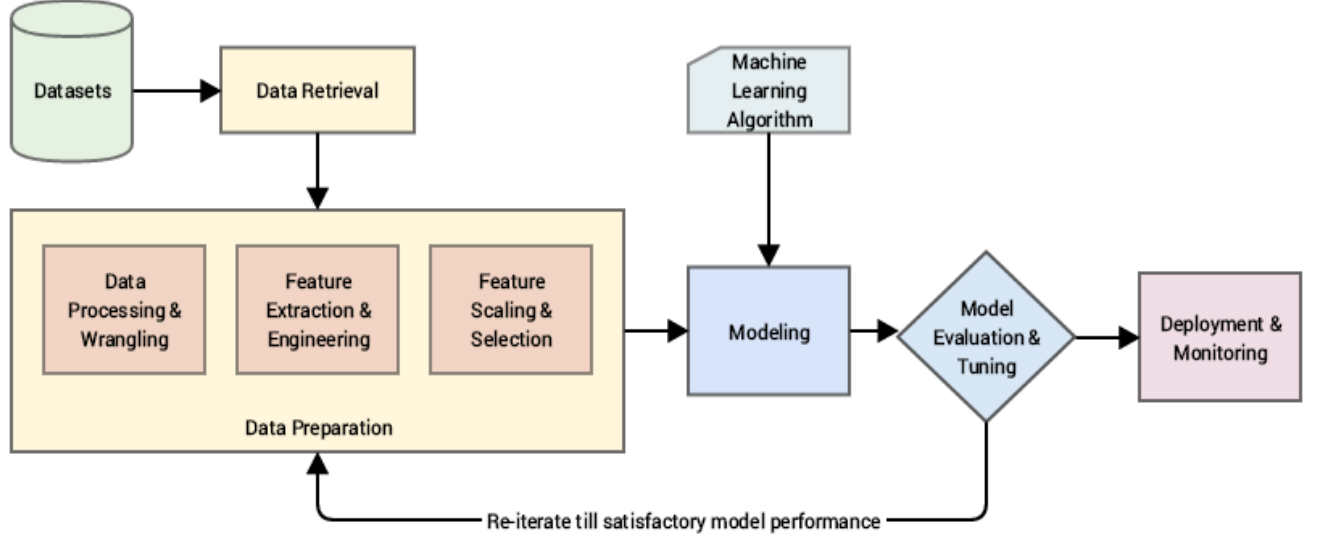 Datasets
Data Retrieval
Machine
Learning
Algorithm
Data
Processing &
Wrangling
Feature
Extraction &
Engineering
Feature
Scaling &
Selection
Data Preparation
Modeling
Model
Evaluation &
Tuning
Deployment &
Monitoring
Re-iterate till satisfactory model performance